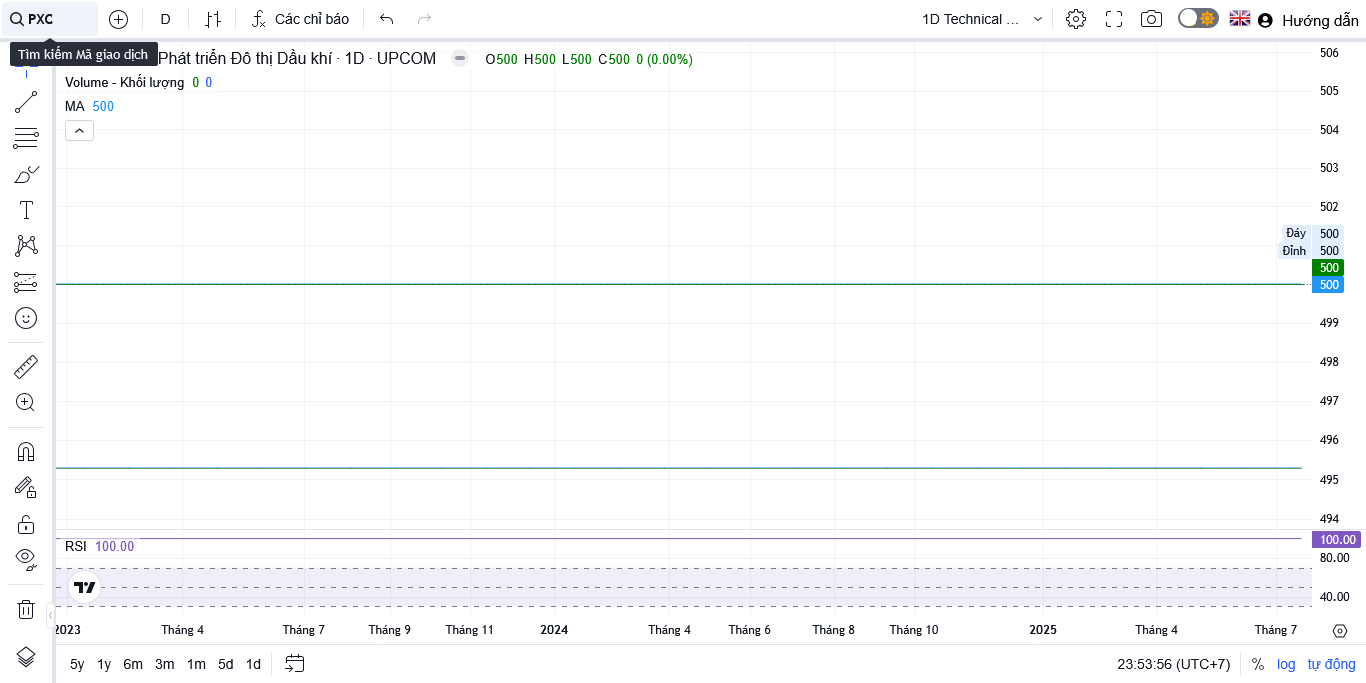 PXC
D
Các chỉ báo
1D Technical ...
Hướng dẫn
Tìm kiếm Mã giao dịch
Phát triển Đô thị Dầu khí · 1D · UPCOM
O500 H500 L500 C500 0 (0.00%)
Volume - Khối lượng 0 0
MA 500
506
505
504
503
502
Đáy 500
Đỉnh 500
500
500
499
498
497
496
495
494
RSI 100.00
100.00
80.00
40.00
2023 Tháng 4 Tháng 7 Tháng 9 Tháng 11 2024 Tháng 4 Tháng 6 Tháng 8 Tháng 10 2025 Tháng 4 Tháng 7
5y 1y 6m 3m 1m 5d 1d
23:53:56 (UTC+7) % log tự động